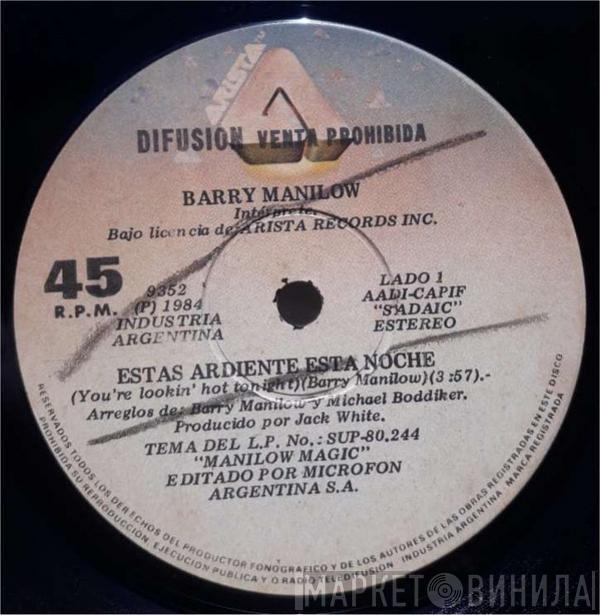 ARISTA
DIFUSION VENTA PROHIBIDA
BARRY MANILOW
Intérprete.
Bajo licencia de ARISTA RECORDS INC.
45
R.P.M.
9352
(P) 1984
INDUSTRIA
ARGENTINA
LADO 1
AADI-CAPIF
"SADAIC"
ESTEREO
ESTAS ARDIENTE ESTA NOCHE
(You're lookin' hot tonight)(Barry Manilow)(3:57).-
Arreglos de: Barry Manilow y Michael Boddiker.
Producido por Jack White.
TEMA DEL L.P. No.: SUP-80.244
"MANILOW MAGIC"
EDITADO POR MICROFON
ARGENTINA S.A.
RESERVADOS TODOS LOS DERECHOS DEL PRODUCTOR FONOGRAFICO Y DE LOS AUTORES DE LAS OBRAS REGISTRADAS EN ESTE DISCO
PROHIBIDA SU REPRODUCCION, EJECUCION PUBLICA Y O RADIO TELEDIFUSION INDUSTRIA ARGENTINA. MARCA REGISTRADA
МАРКЕТ ВИНИЛА